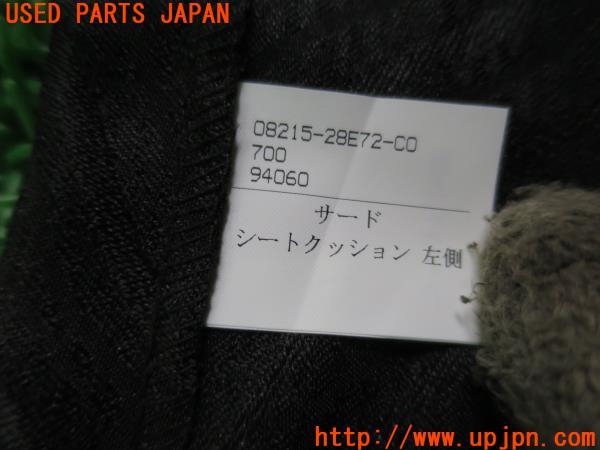 USED PARTS JAPAN
08215-28E72-C0
700
94060
サード
シートクッション 左側
http://www.upjpn.com/